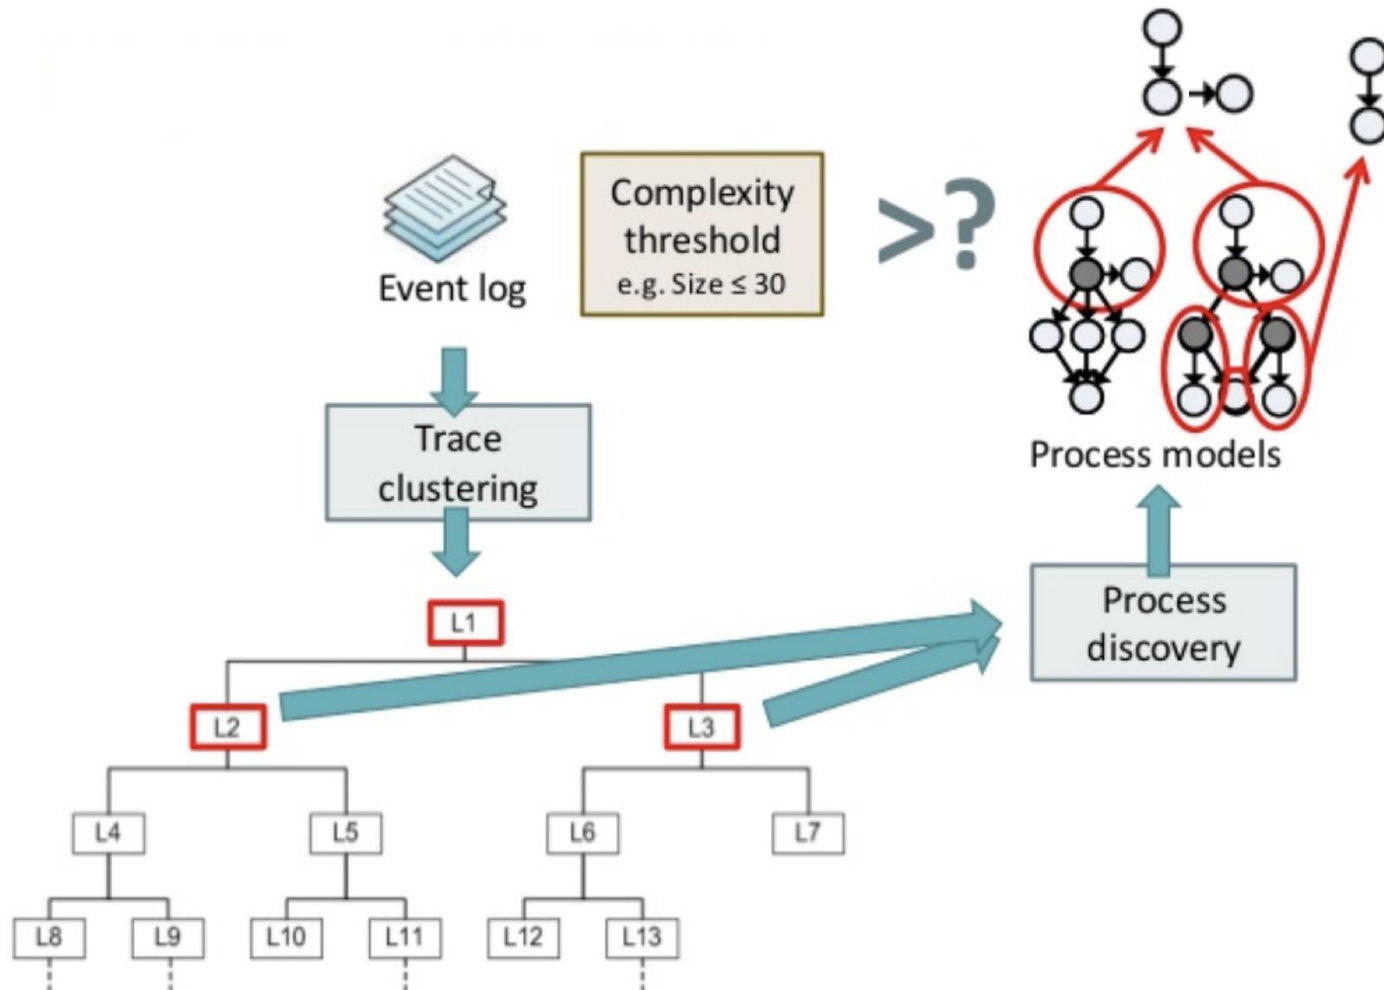 Complexity
threshold
e.g. Size ≤ 30
>?
Event log
Trace
clustering
Process models
Process
discovery
L1
L2
L3
L4
L5
L6
L7
L8
L9
L10
L11
L12
L13